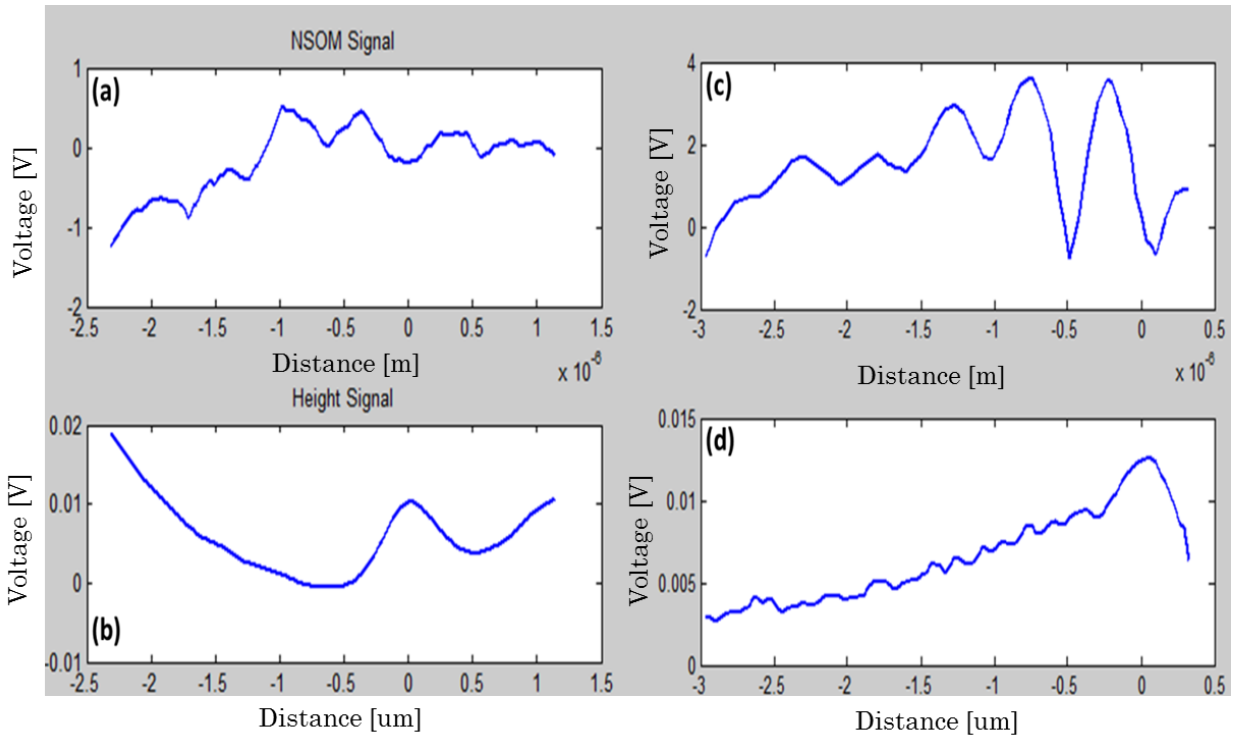 NSOM Signal
(a)
1
0
-1
-2
Voltage [V]
-2.5 -2 -1.5 -1 -0.5 0 0.5 1 1.5
Distance [m]
x 10^-6
(c)
4
2
0
-2
Voltage [V]
-3 -2.5 -2 -1.5 -1 -0.5 0 0.5
Distance [m]
x 10^-6
Height Signal
0.02
0.01
0
-0.01
Voltage [V]
(b)
-2.5 -2 -1.5 -1 -0.5 0 0.5 1 1.5
Distance [um]
(d)
0.015
0.01
0.005
0
Voltage [V]
-3 -2.5 -2 -1.5 -1 -0.5 0 0.5
Distance [um]